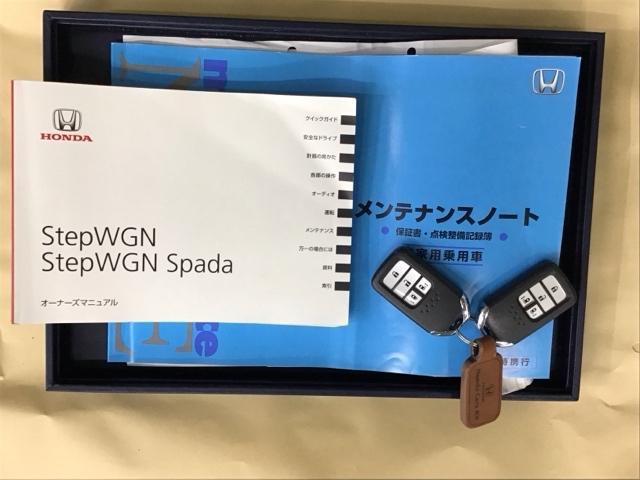 HONDA
StepWGN
StepWGN Spada
オーナーズマニュアル
クイックガイド
安全なドライブ
計器の見かた
各部の操作
オーディオ
運転
メンテナンス
万一の場合には
資料
索引
メンテナンスノート
保証書・点検整備記録簿
家用乗用車
携行